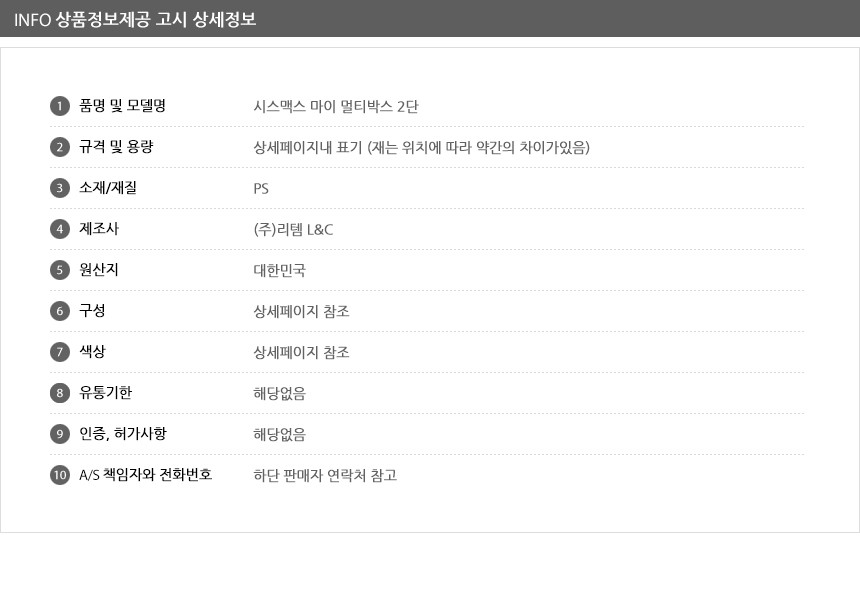 INFO 상품정보제공 고시 상세정보
1 품명 및 모델명 시스맥스 마이 멀티박스 2단
2 규격 및 용량 상세페이지내 표기 (재는 위치에 따라 약간의 차이가있음)
3 소재/재질 PS
4 제조사 (주)리템 L&C
5 원산지 대한민국
6 구성 상세페이지 참조
7 색상 상세페이지 참조
8 유통기한 해당없음
9 인증, 허가사항 해당없음
10 A/S 책임자와 전화번호 하단 판매자 연락처 참고